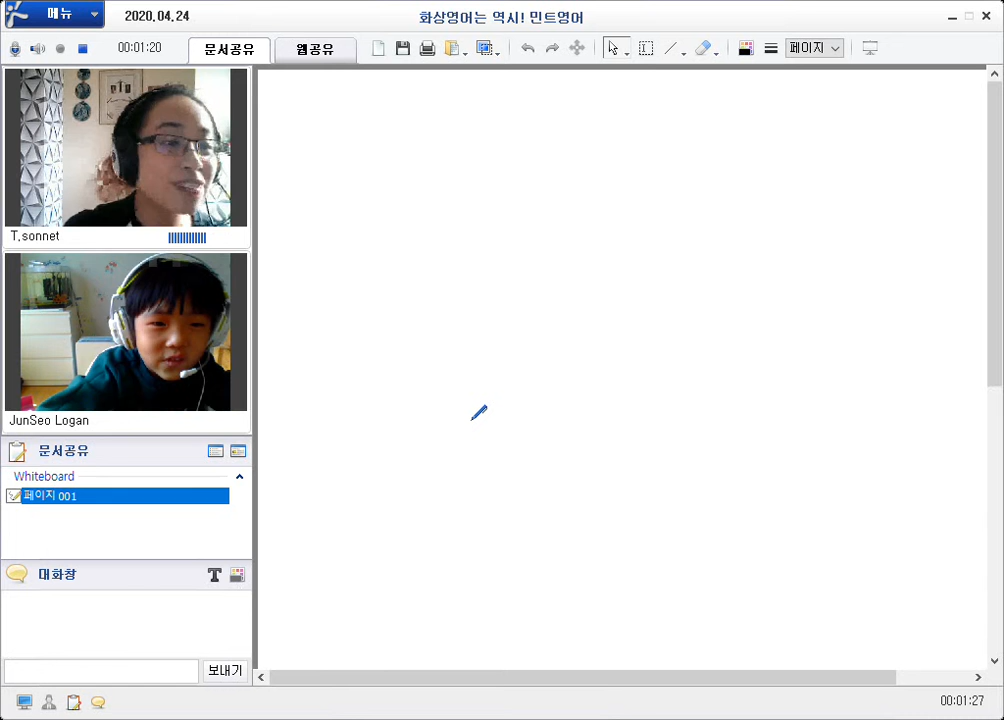 메뉴 2020.04.24 화상영어는 역시! 민트영어
00:01:20 문서공유 웹공유 페이지
T.sonnet
JunSeo Logan
문서공유
Whiteboard
페이지 001
대화창
보내기
00:01:27